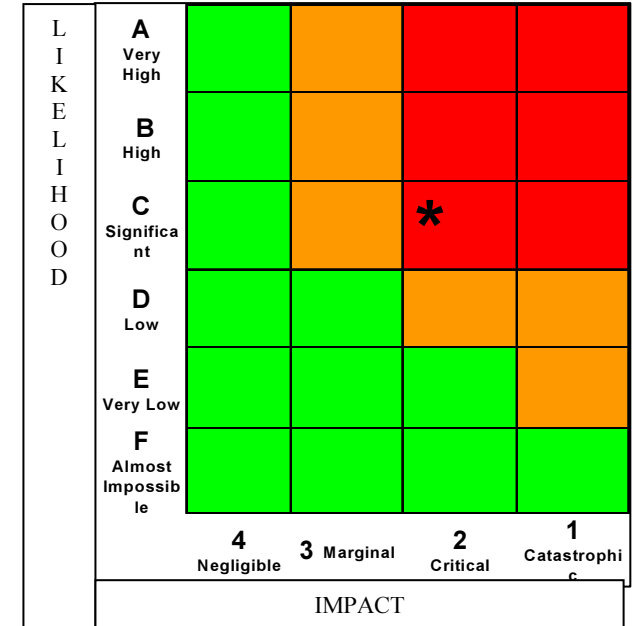 L
I
K
E
L
I
H
O
O
D
A
Very
High
B
High
C
Significa
nt
*
D
Low
E
Very Low
F
Almost
Impossib
le
4
Negligible
3 Marginal
2
Critical
1
Catastrophi
c
IMPACT